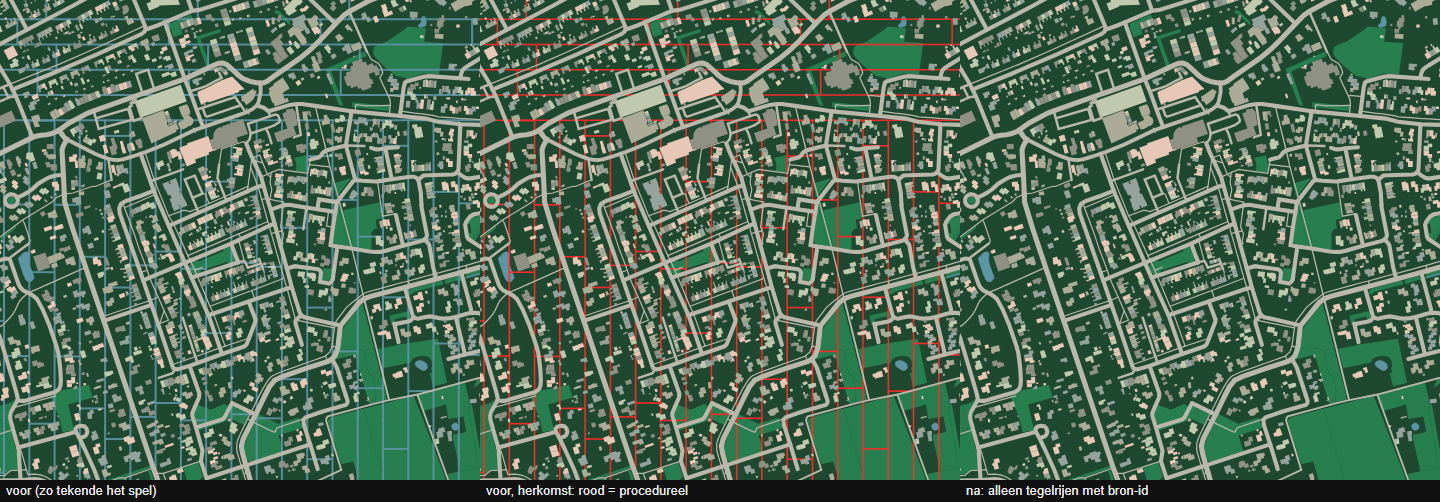 voor (zo tekende het spel)
voor, herkomst: rood = procedureel
na: alleen tegelrijen met bron-id